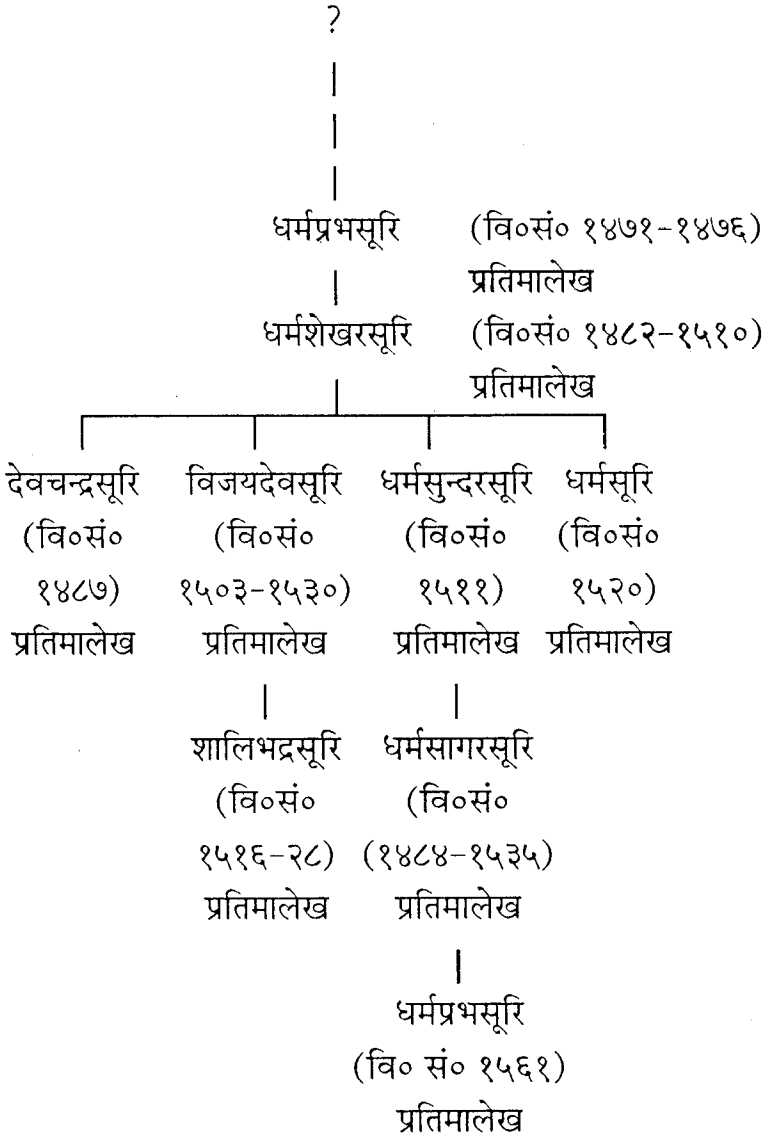 ?
धर्मप्रभसूरि (वि०सं० १४७१-१४७६)
प्रतिमालेख
धर्मशेखरसूरि (वि०सं० १४८२-१५१०)
प्रतिमालेख
देवचन्द्रसूरि विजयदेवसूरि धर्मसुन्दरसूरि धर्मसूरि
(वि०सं० (वि०सं० (वि०सं० (वि०सं०
१४८७) १५०३-१५३०) १५११) १५२०)
प्रतिमालेख प्रतिमालेख प्रतिमालेख प्रतिमालेख
शालिभद्रसूरि धर्मसागरसूरि
(वि०सं० (वि०सं०
१५१६-२८) (१४८४-१५३५)
प्रतिमालेख प्रतिमालेख
धर्मप्रभसूरि
(वि० सं० १५६१)
प्रतिमालेख